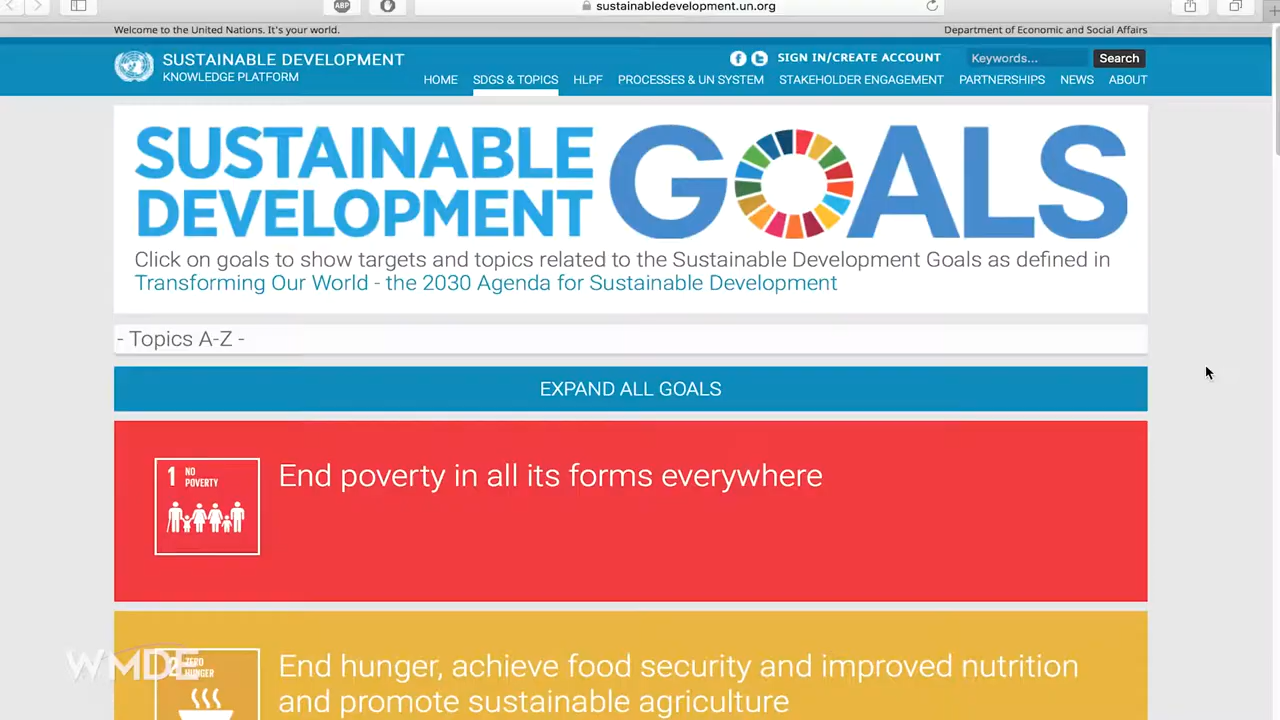 sustainabledevelopment.un.org
ABP
Welcome to the United Nations. It's your world.
Department of Economic and Social Affairs
SUSTAINABLE DEVELOPMENT
KNOWLEDGE PLATFORM
SIGN IN/CREATE ACCOUNT
Keywords...
Search
HOME SDGS & TOPICS HLPF PROCESSES & UN SYSTEM STAKEHOLDER ENGAGEMENT PARTNERSHIPS NEWS ABOUT
SUSTAINABLE
DEVELOPMENT
GOALS
Click on goals to show targets and topics related to the Sustainable Development Goals as defined in
Transforming Our World - the 2030 Agenda for Sustainable Development
- Topics A-Z -
EXPAND ALL GOALS
1 NO
POVERTY
End poverty in all its forms everywhere
2 ZERO
HUNGER
End hunger, achieve food security and improved nutrition
and promote sustainable agriculture
WMDE